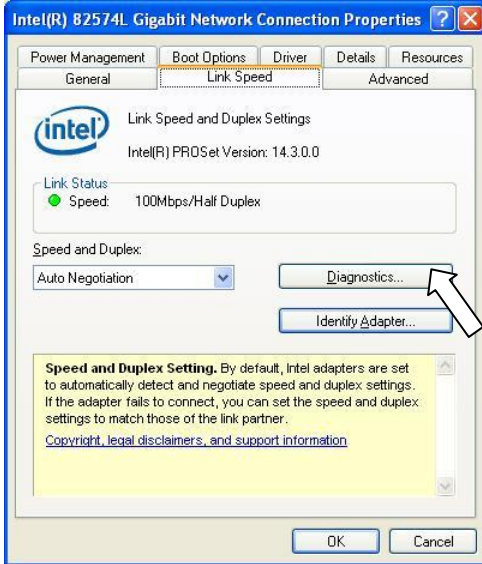 Intel(R) 82574L Gigabit Network Connection Properties
Power Management Boot Options Driver Details Resources
General Link Speed Advanced
intel
Link Speed and Duplex Settings
Intel(R) PROSet Version: 14.3.0.0
Link Status
Speed: 100Mbps/Half Duplex
Speed and Duplex:
Auto Negotiation
Diagnostics...
Identify Adapter...
Speed and Duplex Setting. By default, Intel adapters are set
to automatically detect and negotiate speed and duplex settings.
If the adapter fails to connect, you can set the speed and duplex
settings to match those of the link partner.
Copyright, legal disclaimers, and support information
OK Cancel